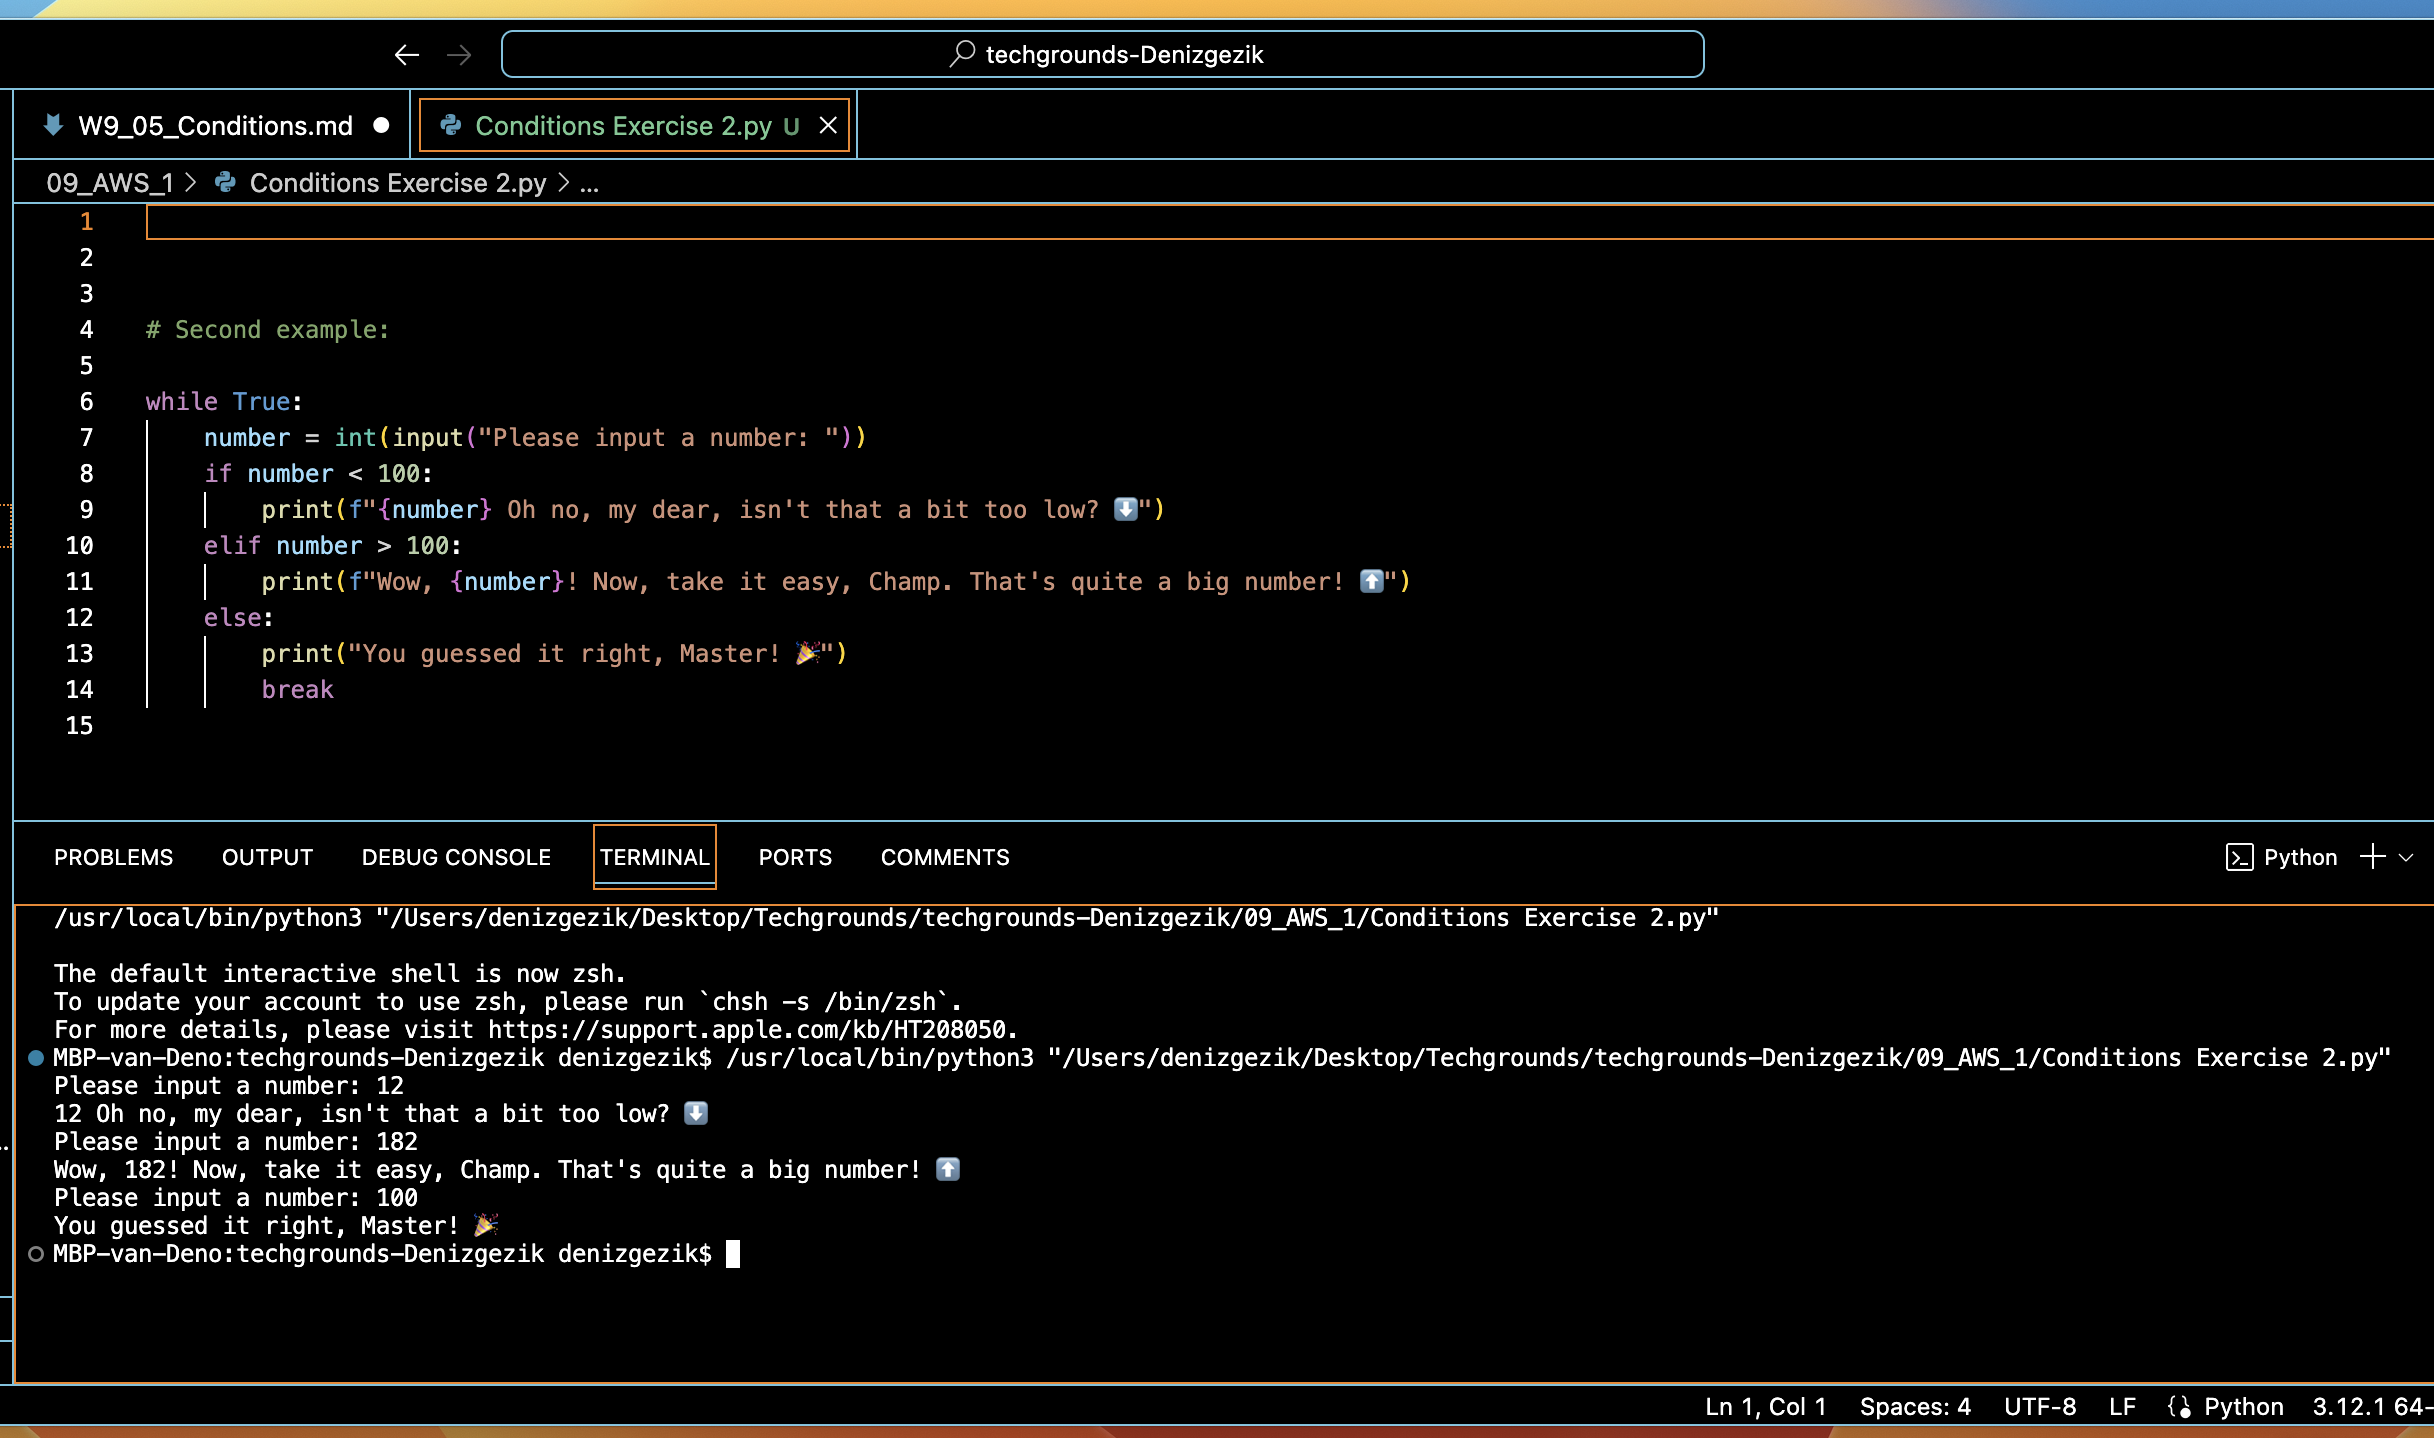 techgrounds-Denizgezik
W9_05_Conditions.md
Conditions Exercise 2.py U
09_AWS_1 > Conditions Exercise 2.py > ...
1
2
3
4 # Second example:
5
6 while True:
7 number = int(input("Please input a number: "))
8 if number < 100:
9 print(f"{number} Oh no, my dear, isn't that a bit too low? ⬇️")
10 elif number > 100:
11 print(f"Wow, {number}! Now, take it easy, Champ. That's quite a big number! ⬆️")
12 else:
13 print("You guessed it right, Master! 🎉")
14 break
15
PROBLEMS OUTPUT DEBUG CONSOLE TERMINAL PORTS COMMENTS Python
/usr/local/bin/python3 "/Users/denizgezik/Desktop/Techgrounds/techgrounds-Denizgezik/09_AWS_1/Conditions Exercise 2.py"
The default interactive shell is now zsh.
To update your account to use zsh, please run `chsh -s /bin/zsh`.
For more details, please visit https://support.apple.com/kb/HT208050.
MBP-van-Deno:techgrounds-Denizgezik denizgezik$ /usr/local/bin/python3 "/Users/denizgezik/Desktop/Techgrounds/techgrounds-Denizgezik/09_AWS_1/Conditions Exercise 2.py"
Please input a number: 12
12 Oh no, my dear, isn't that a bit too low? ⬇️
Please input a number: 182
Wow, 182! Now, take it easy, Champ. That's quite a big number! ⬆️
Please input a number: 100
You guessed it right, Master! 🎉
MBP-van-Deno:techgrounds-Denizgezik denizgezik$
Ln 1, Col 1 Spaces: 4 UTF-8 LF Python 3.12.1 64-